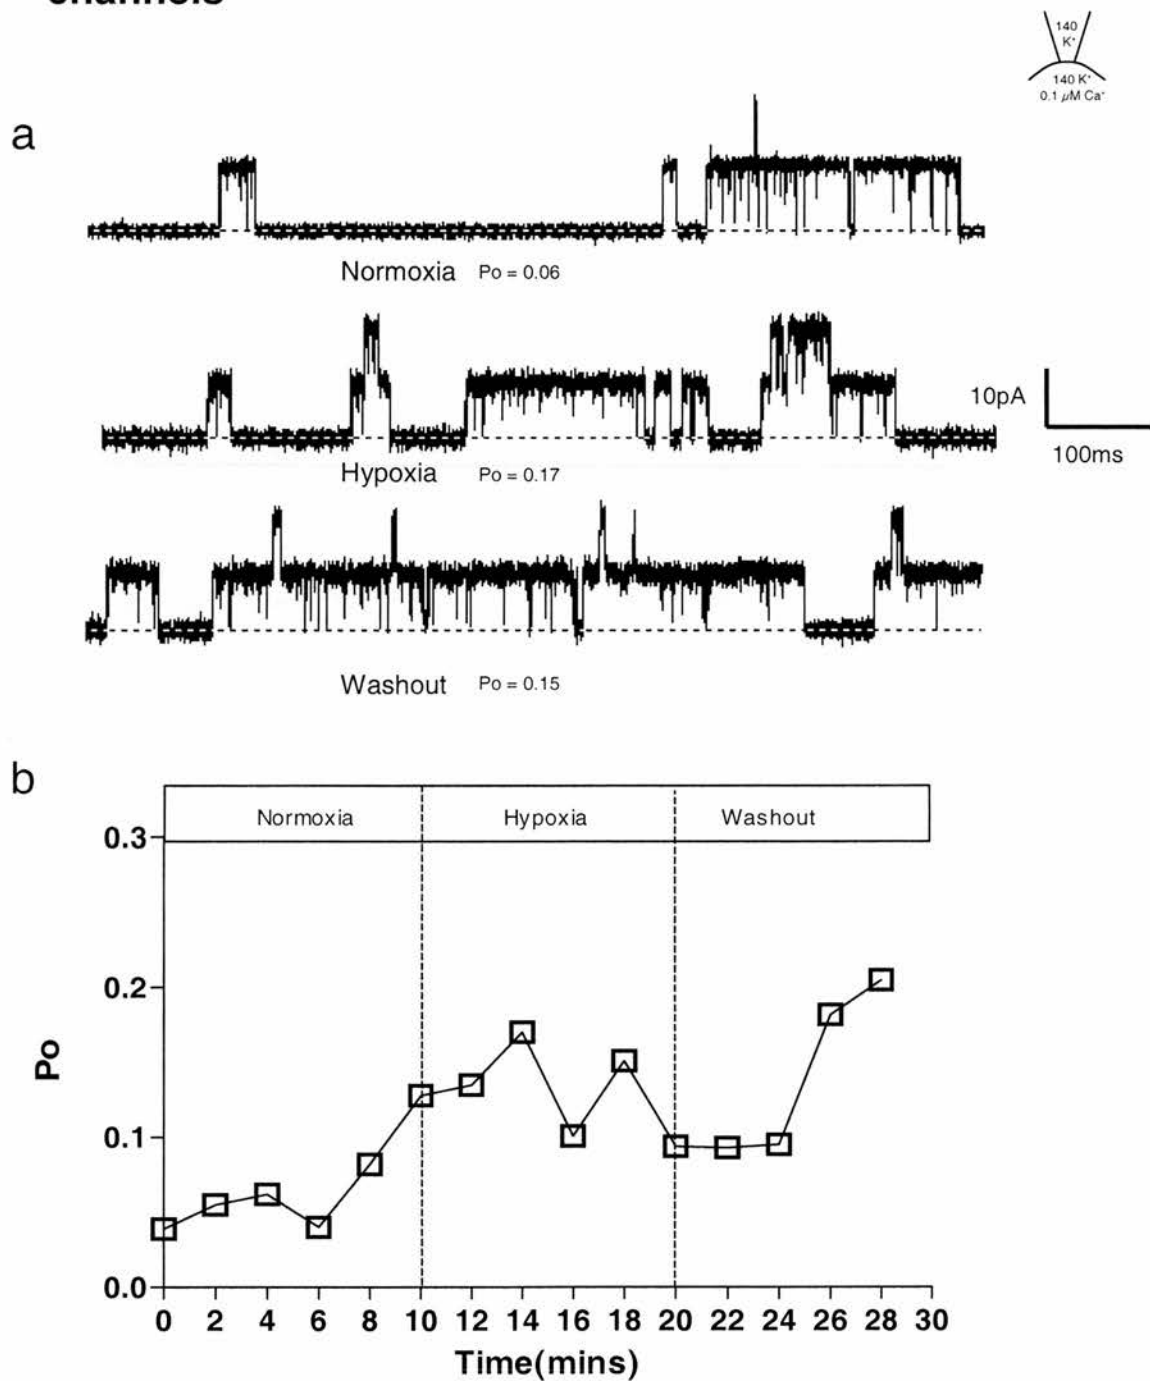 channels
140
K+
140 K+
0.1 µM Ca+
a
Normoxia Po = 0.06
10pA
100ms
Hypoxia Po = 0.17
Washout Po = 0.15
b
Normoxia Hypoxia Washout
0.3
0.2
0.1
0.0
Po
0 2 4 6 8 10 12 14 16 18 20 22 24 26 28 30
Time(mins)